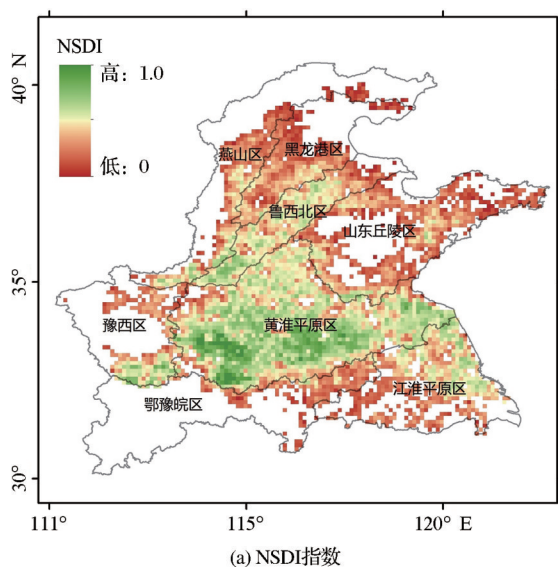 NSDI
高：1.0
低：0
40° N
35°
30°
燕山区
黑龙港区
鲁西北区
山东丘陵区
豫西区
黄淮平原区
江淮平原区
鄂豫皖区
111°
115°
120° E
(a) NSDI指数